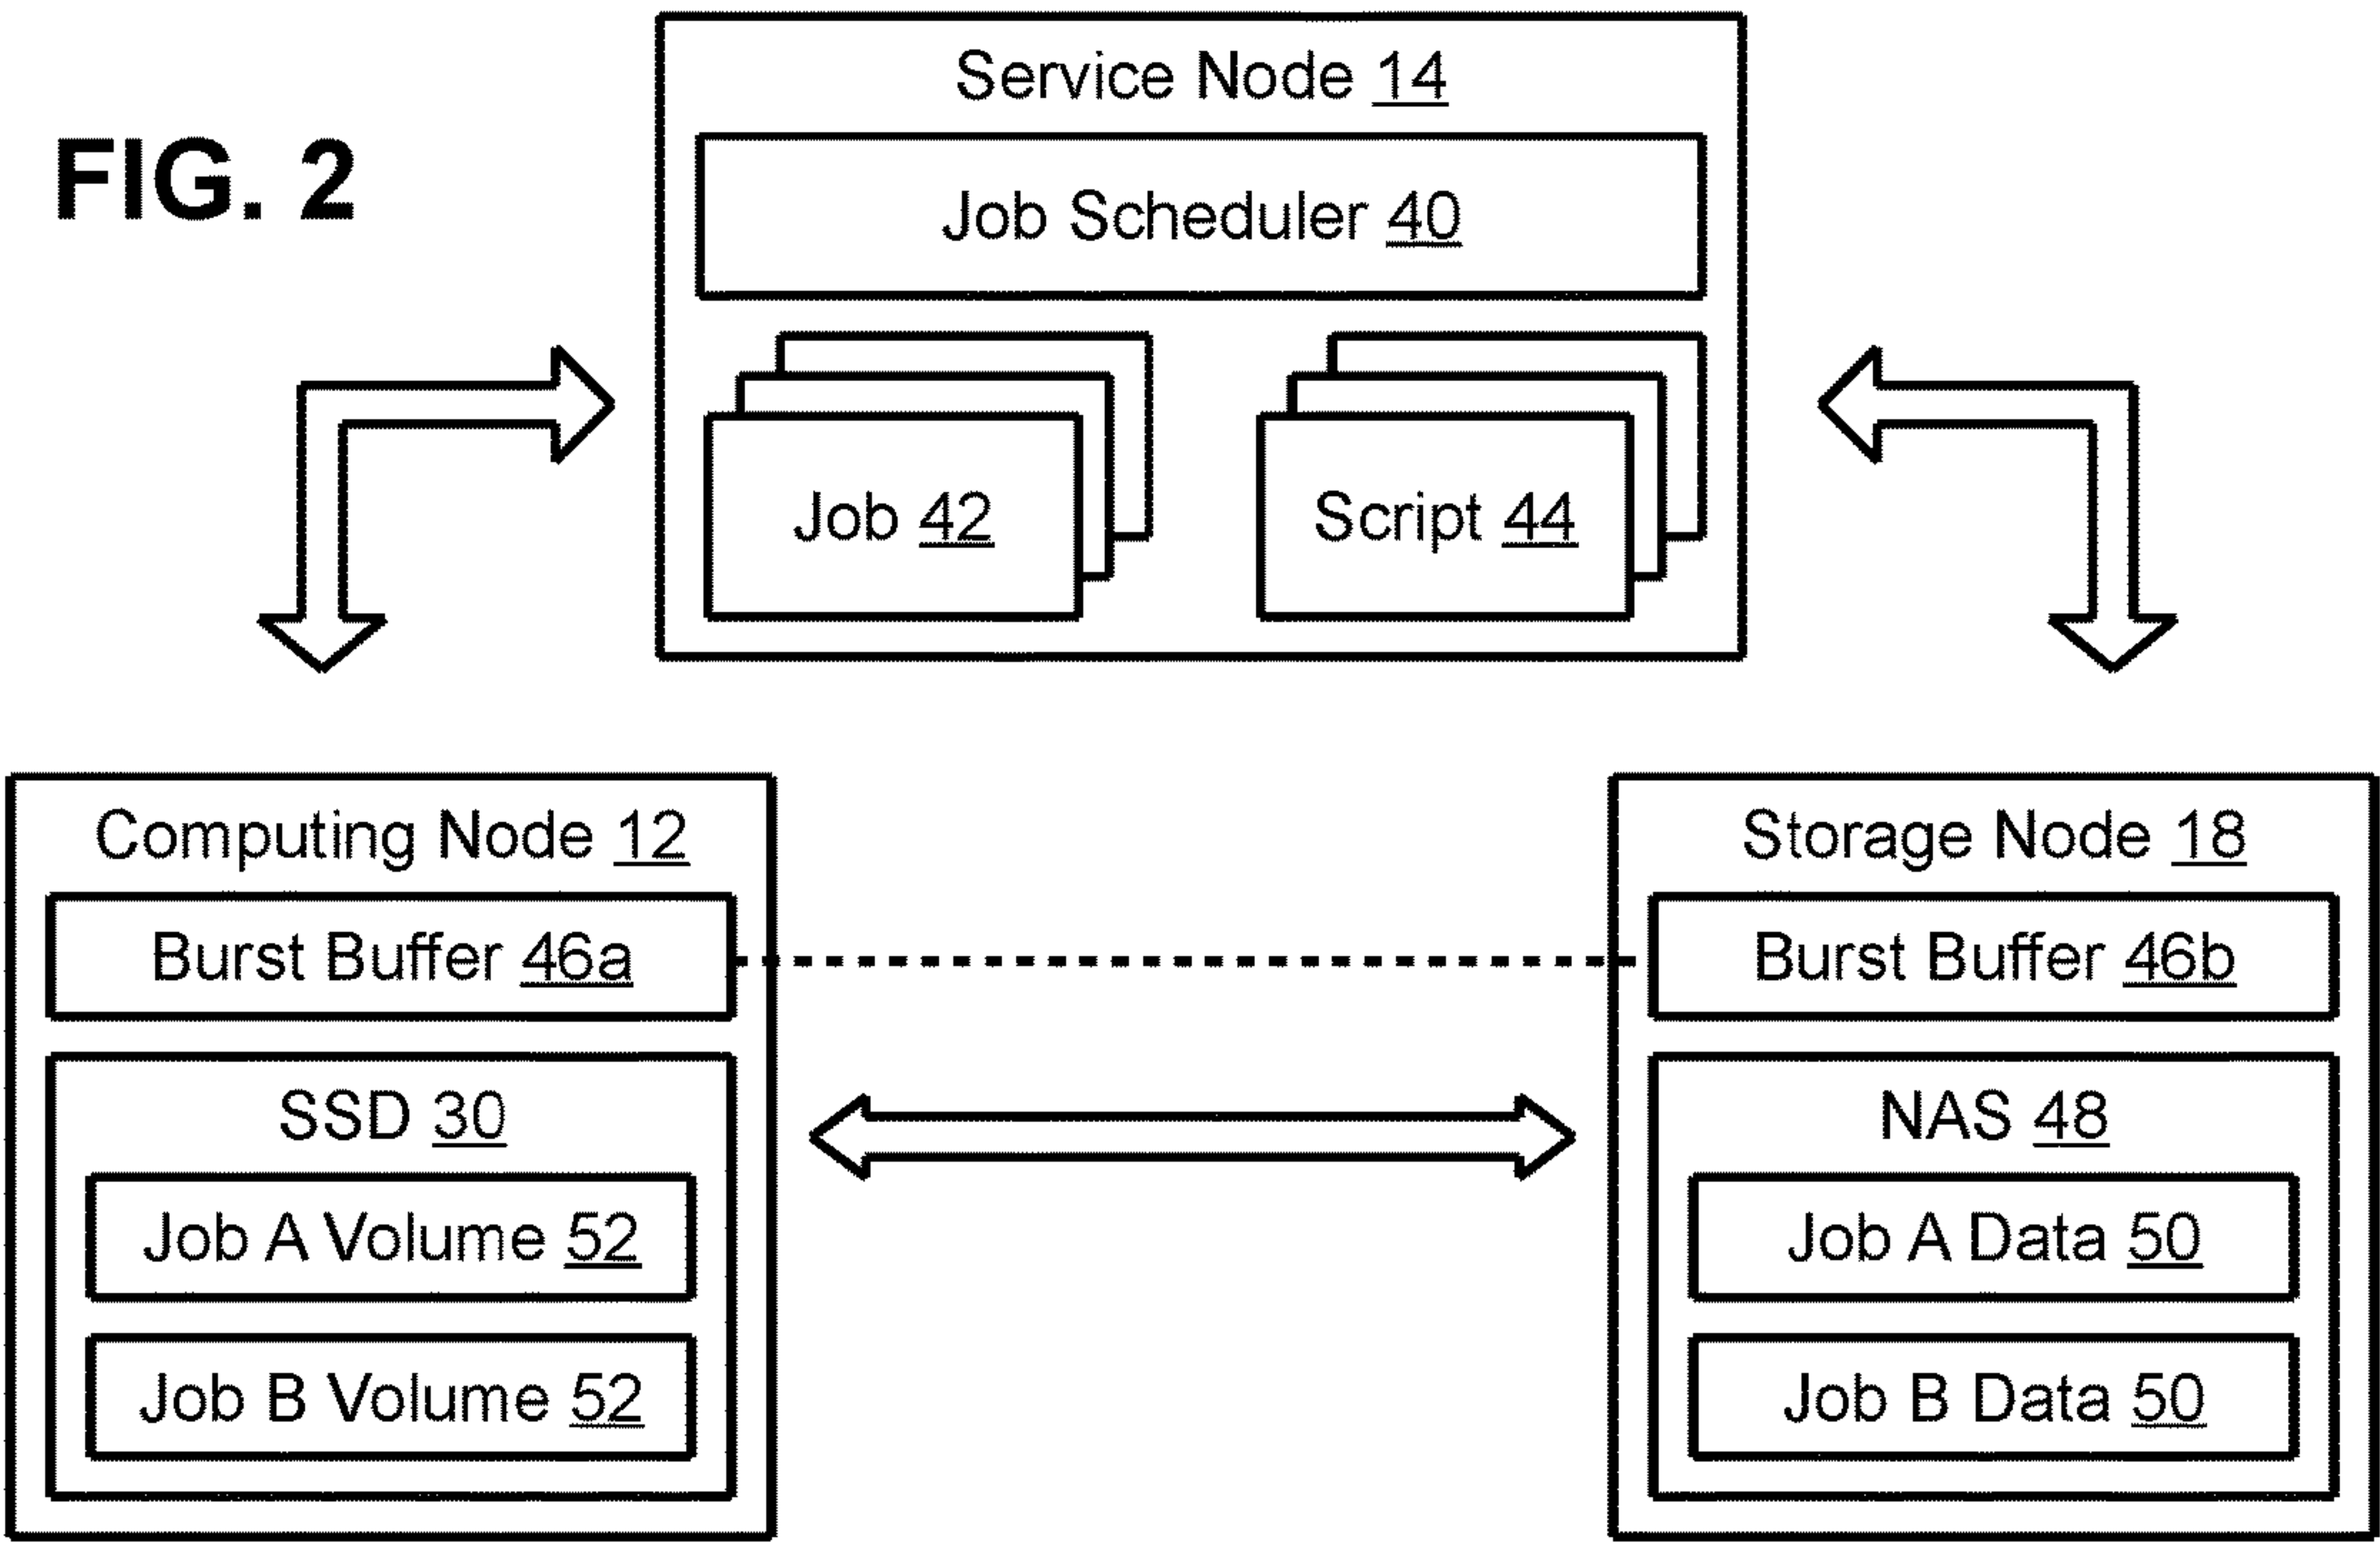 FIG. 2
Service Node 14
Job Scheduler 40
Job 42
Script 44
Computing Node 12
Burst Buffer 46a
SSD 30
Job A Volume 52
Job B Volume 52
Storage Node 18
Burst Buffer 46b
NAS 48
Job A Data 50
Job B Data 50